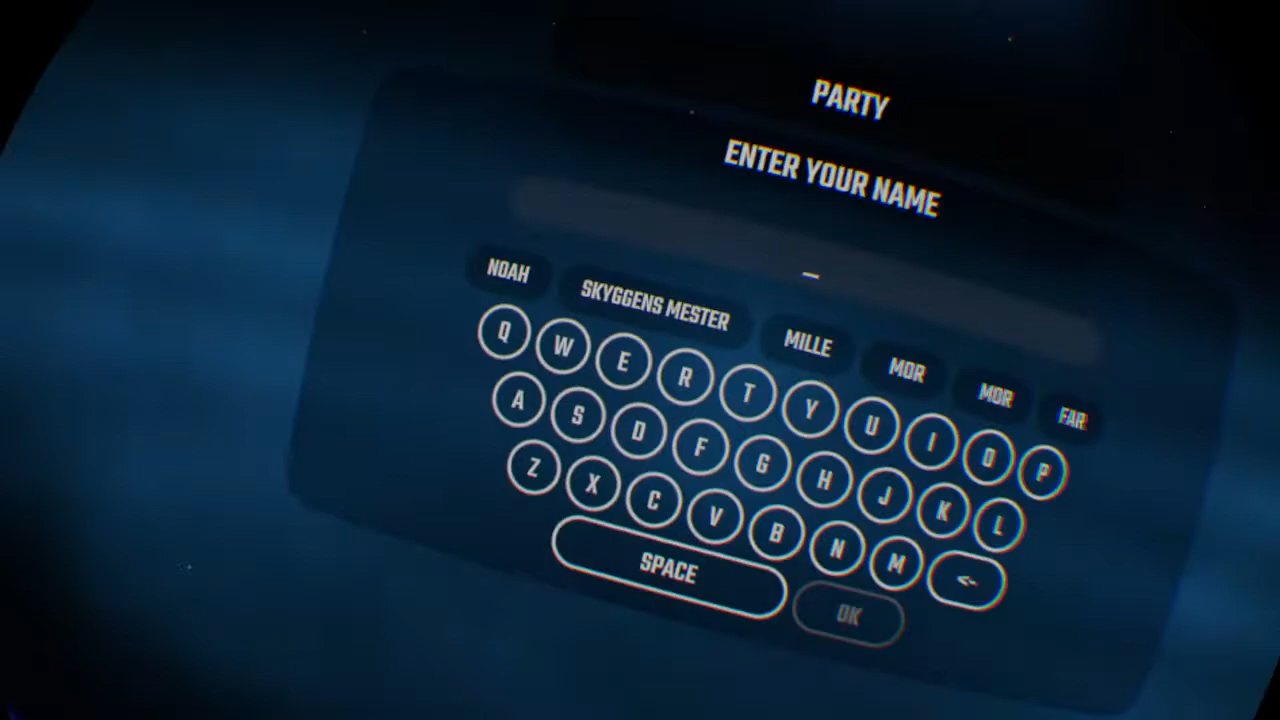 PARTY
ENTER YOUR NAME
_
NOAH SKYGGENS MESTER MILLE MOR MOR FAR
Q W E R T Y U I O P
A S D F G H J K L
Z X C V B N M <-
SPACE OK